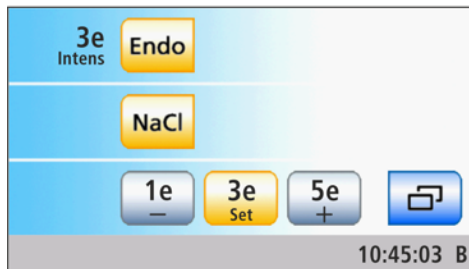 3e Endo
Intens
NaCl
1e 3e 5e
– Set +
10:45:03 B